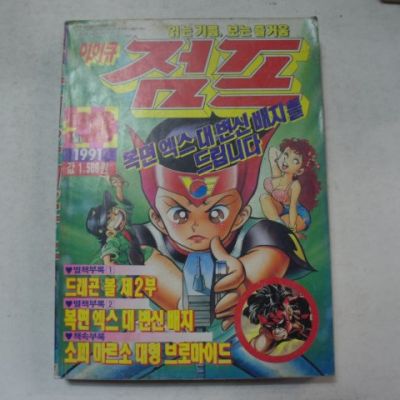 읽는 기쁨, 보는 즐거움
아이큐
점프
복면 엑스 대 변신 배지를
드립니다
1991
값 1,500원
♥별책부록 1
드래곤 볼 제2부
♥별책부록 2
복면 엑스 대 변신 배지
♥책속부록
소피 마르소 대형 브로마이드